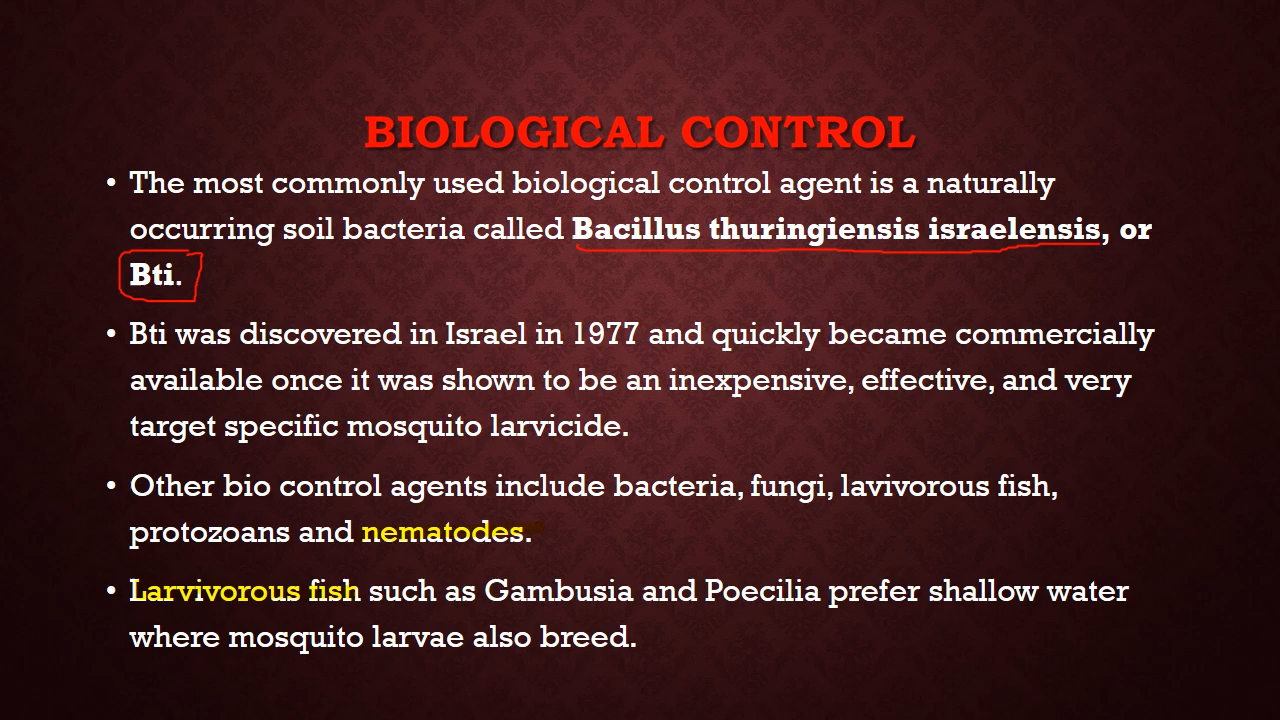 BIOLOGICAL CONTROL
• The most commonly used biological control agent is a naturally
occurring soil bacteria called Bacillus thuringiensis israelensis, or
Bti.
• Bti was discovered in Israel in 1977 and quickly became commercially
available once it was shown to be an inexpensive, effective, and very
target specific mosquito larvicide.
• Other bio control agents include bacteria, fungi, lavivorous fish,
protozoans and nematodes.
• Larvivorous fish such as Gambusia and Poecilia prefer shallow water
where mosquito larvae also breed.